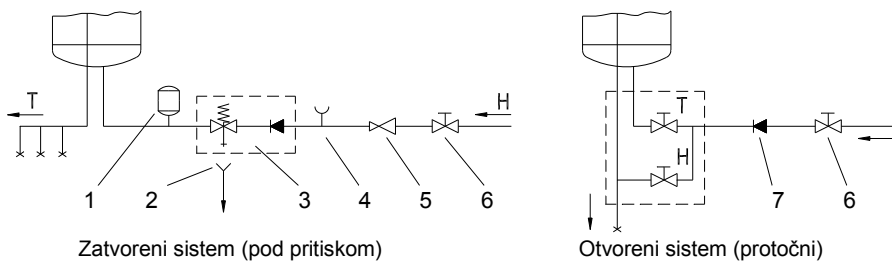 T
H
1
2
3
4
5
6
Zatvoreni sistem (pod pritiskom)
T
H
7
6
Otvoreni sistem (protočni)